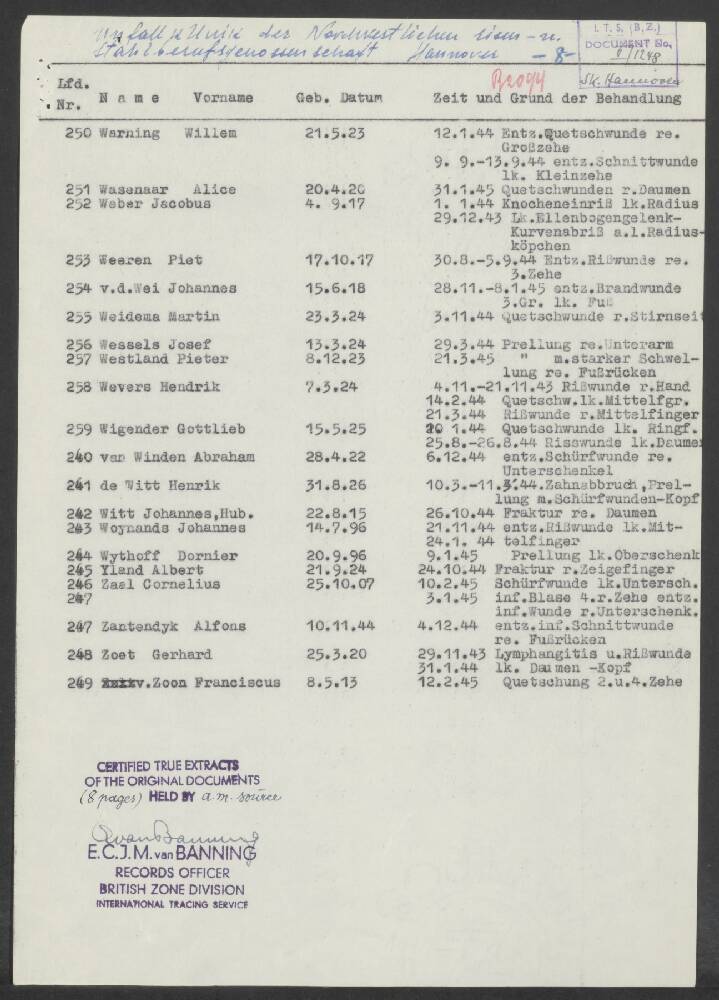 Unfallklinik der Nordwestlichen Eisen- u.
Stahlberufsgenossenschaft Hannover - 8 -
I. T. S. (B.Z.)
DOCUMENT No.
Sk. Hannover
Lfd. Nr. Name Vorname Geb. Datum Zeit und Grund der Behandlung
250 Warning Willem 21.5.23 12.1.44 Entz.Quetschwunde re.
Großzehe
9. 9.-13.9.44 entz.Schnittwunde
lk. Kleinzehe
251 Wasenaar Alice 20.4.20 31.1.45 Quetschwunden r.Daumen
252 Weber Jacobus 4. 9.17 1. 1.44 Knocheneinriß lk.Radius
29.12.43 Lk.Ellenbogengelenk-
Kurvenabriß a.l.Radius-
köpchen
253 Weeren Piet 17.10.17 30.8.-5.9.44 Entz.Rißwunde re.
3.Zehe
254 v.d.Wei Johannes 15.6.18 28.11.-8.1.45 entz.Brandwunde
3.Gr. lk. Fuß
255 Weidema Martin 23.3.24 3.11.44 Quetschwunde r.Stirnseit
256 Wessels Josef 13.3.24 29.3.44 Prellung re.Unterarm
257 Westland Pieter 8.12.23 21.3.45 " m.starker Schwel-
lung re. Fußrücken
258 Wevers Hendrik 7.3.24 4.11.-21.11.43 Rißwunde r.Hand
14.2.44 Quetschw.lk.Mittelfgr.
21.3.44 Rißwunde r.Mittelfinger
259 Wigender Gottlieb 15.5.25 1.44 Quetschwunde lk. Ringf.
25.8.-26.8.44 Risswunde lk.Daumen
240 van Winden Abraham 28.4.22 6.12.44 entz.Schürfwunde re.
Unterschenkel
241 de Witt Henrik 31.8.26 10.3.-11.3.44.Zahnabbruch,Prel-
lung m.Schürfwunden-Kopf
242 Witt Johannes,Hub. 22.8.15 26.10.44 Fraktur re. Daumen
243 Woynands Johannes 14.7.96 21.11.44 entz.Rißwunde lk.Mit-
24.1. 44 telfinger
244 Wythoff Dornier 20.9.96 9.1.45 Prellung lk.Oberschenk
245 Yland Albert 21.9.24 24.10.44 Fraktur r.Zeigefinger
246 Zaal Cornelius 25.10.07 10.2.45 Schürfwunde lk.Untersch.
247 3.1.45 inf.Blase 4.r.Zehe entz.
inf.Wunde r.Unterschenk.
247 Zantendyk Alfons 10.11.44 4.12.44 entz.inf.Schnittwunde
re. Fußrücken
248 Zoet Gerhard 25.3.20 29.11.43 Lymphangitis u.Rißwunde
31.1.44 lk. Daumen -Kopf
249 v.Zoon Franciscus 8.5.13 12.2.45 Quetschung 2.u.4.Zehe
CERTIFIED TRUE EXTRACTS
OF THE ORIGINAL DOCUMENTS
(8 pages) HELD BY a.m. source
E.C.J.M. van BANNING
RECORDS OFFICER
BRITISH ZONE DIVISION
INTERNATIONAL TRACING SERVICE